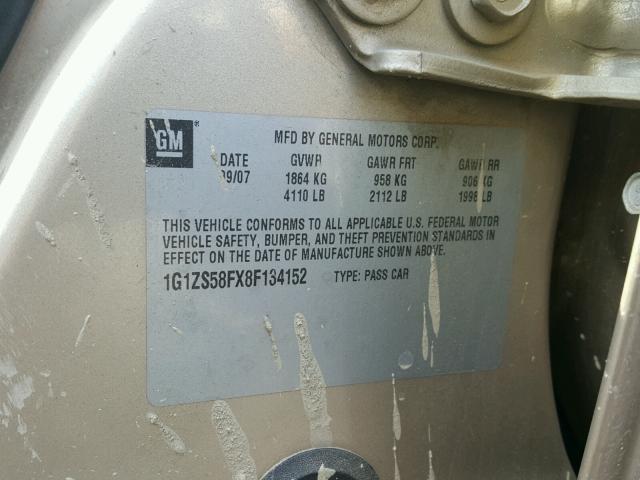 GM ®
MFD BY GENERAL MOTORS CORP.
DATE GVWR GAWR FRT GAWR RR
09/07 1864 KG 958 KG 906 KG
4110 LB 2112 LB 1998 LB
THIS VEHICLE CONFORMS TO ALL APPLICABLE U.S. FEDERAL MOTOR
VEHICLE SAFETY, BUMPER, AND THEFT PREVENTION STANDARDS IN
EFFECT ON THE DATE OF MANUFACTURE SHOWN ABOVE.
1G1ZS58FX8F134152 TYPE: PASS CAR